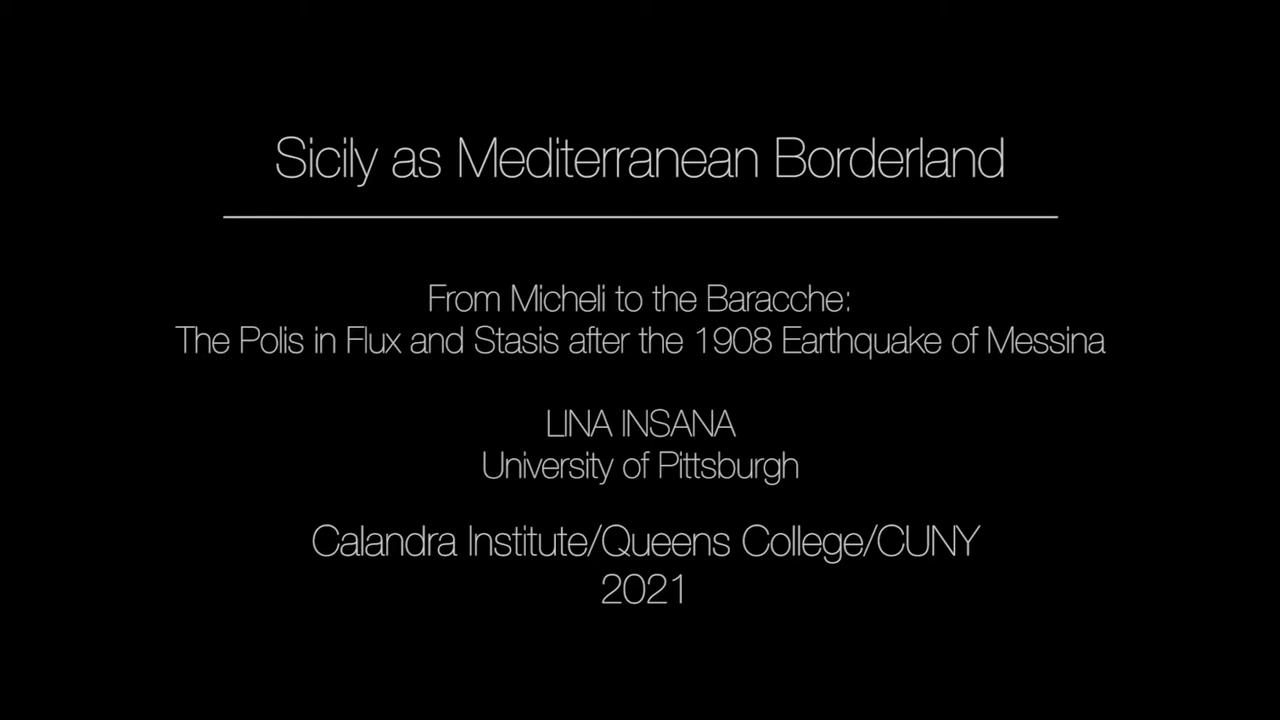 Sicily as Mediterranean Borderland
From Micheli to the Baracche:
The Polis in Flux and Stasis after the 1908 Earthquake of Messina
LINA INSANA
University of Pittsburgh
Calandra Institute/Queens College/CUNY
2021